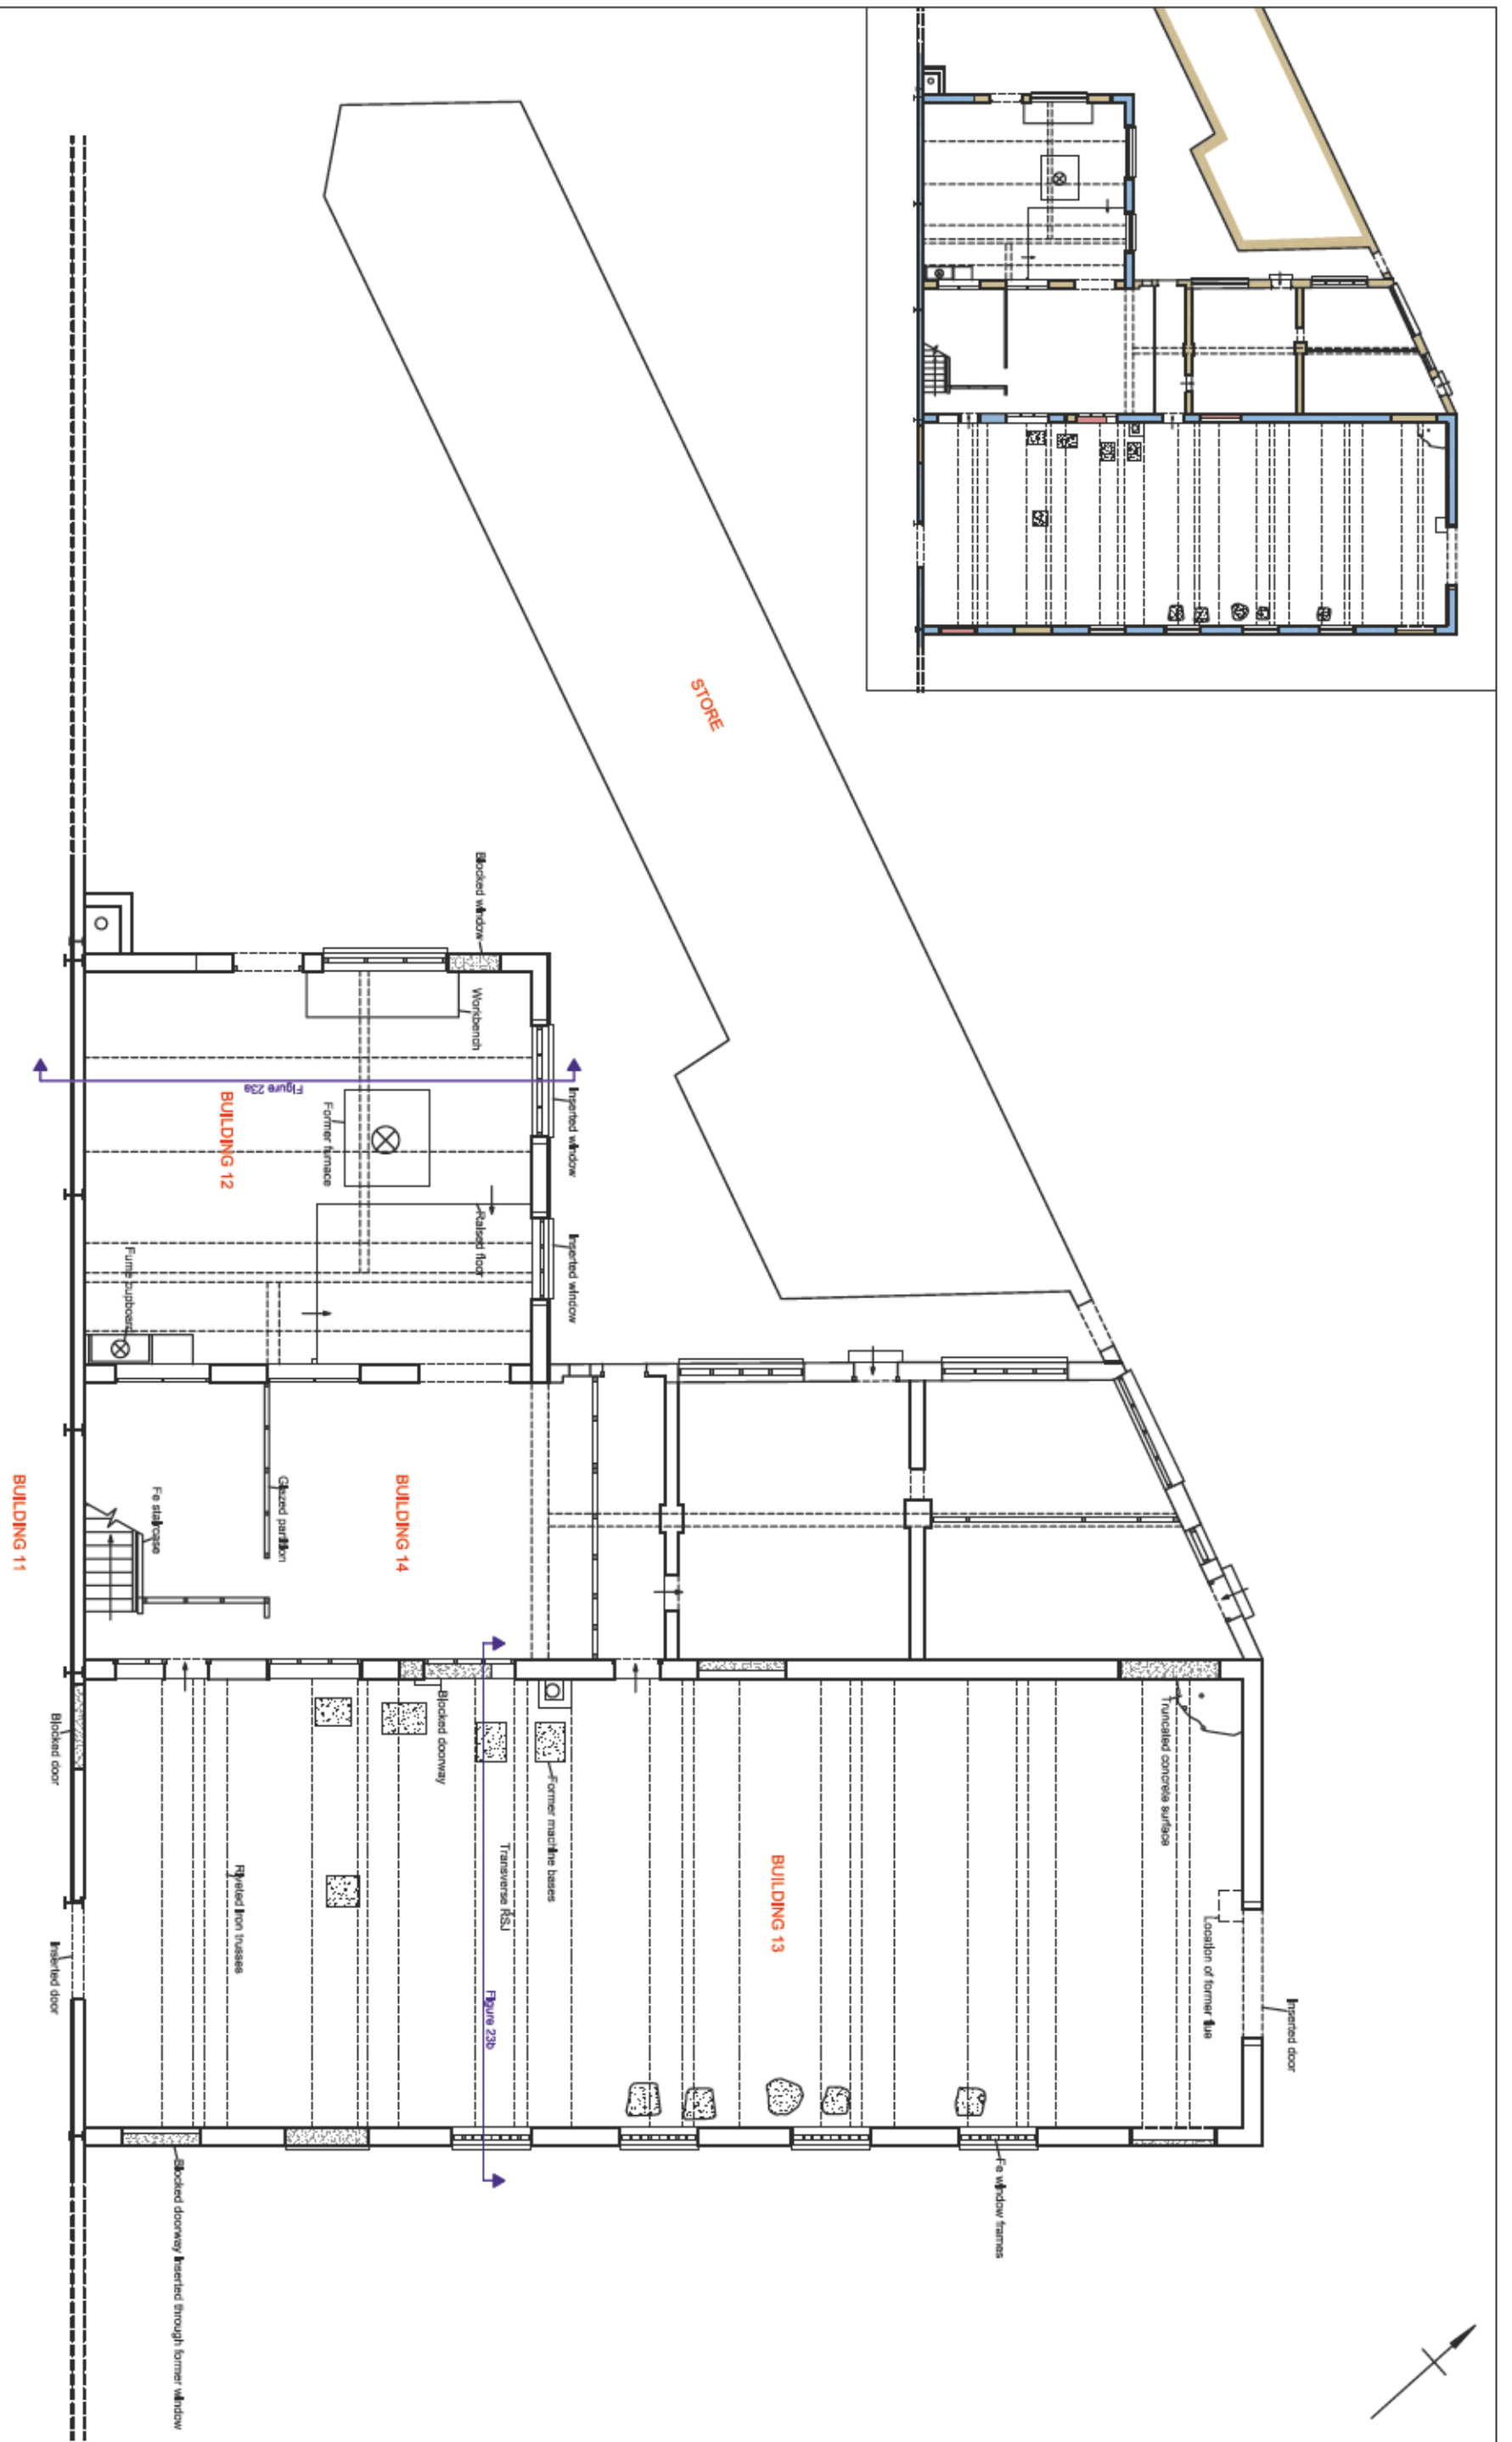 STORE
Blocked window
Workbench
Inserted window
Figure 23a
BUILDING 12
Former furnace
Raised floor
Inserted window
Fume cupboard
BUILDING 11
Fe staircase
Glazed partition
BUILDING 14
Blocked door
Blocked doorway
Former machine bases
Truncated concrete surface
Transverse RSJ
BUILDING 13
Riveted iron trusses
Inserted door
Location of former flue
Inserted door
Figure 23b
Fe window frames
Blocked doorway inserted through former window